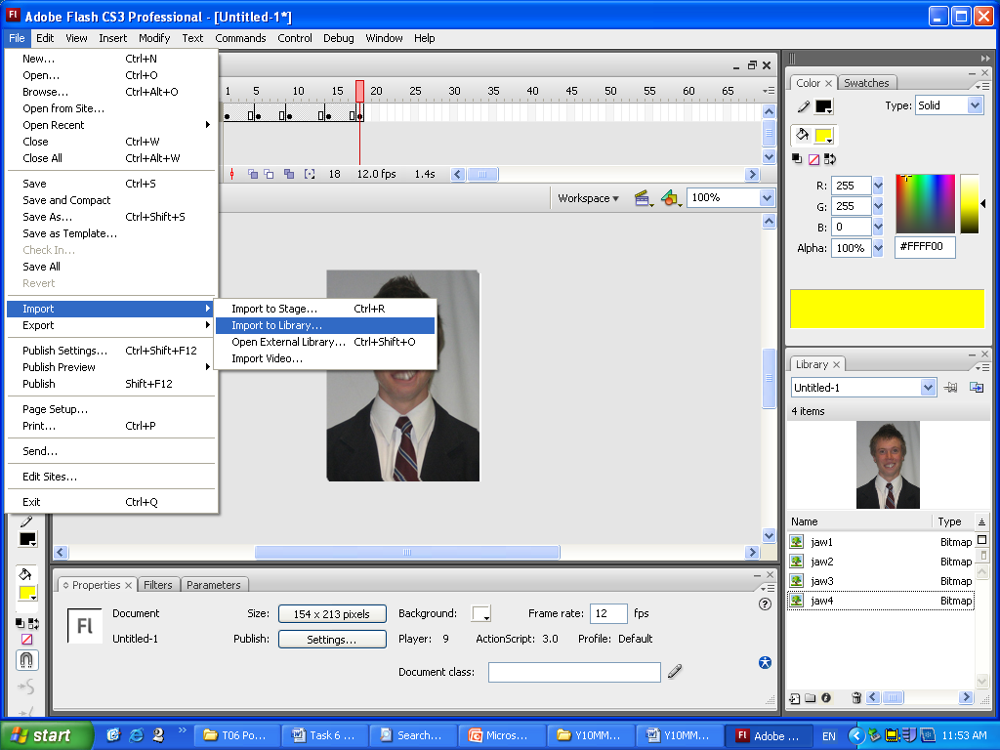 Adobe Flash CS3 Professional - [Untitled-1*]
File Edit View Insert Modify Text Commands Control Debug Window Help
New... Ctrl+N
Open... Ctrl+O
Browse... Ctrl+Alt+O
Open from Site...
Open Recent
Close Ctrl+W
Close All Ctrl+Alt+W
Save Ctrl+S
Save and Compact
Save As... Ctrl+Shift+S
Save as Template...
Check In...
Save All
Revert
Import
Export
Publish Settings... Ctrl+Shift+F12
Publish Preview
Publish Shift+F12
Page Setup...
Print... Ctrl+P
Send...
Edit Sites...
Exit Ctrl+Q
Import to Stage... Ctrl+R
Import to Library...
Open External Library... Ctrl+Shift+O
Import Video...
1 5 10 15 20 25 30 35 40 45 50 55 60 65
18 12.0 fps 1.4s
Workspace 100%
Color Swatches
Type: Solid
R: 255
G: 255
B: 0
Alpha: 100% #FFFF00
Library
Untitled-1
4 items
Name Type
jaw1 Bitmap
jaw2 Bitmap
jaw3 Bitmap
jaw4 Bitmap
Properties Filters Parameters
Fl
Document Size: 154 x 213 pixels Background: Frame rate: 12 fps
Untitled-1 Publish: Settings... Player: 9 ActionScript: 3.0 Profile: Default
Document class:
start T06 Po... Task 6 ... Search... Micros... Y10MM... Y10MM... Adobe ... EN 11:53 AM